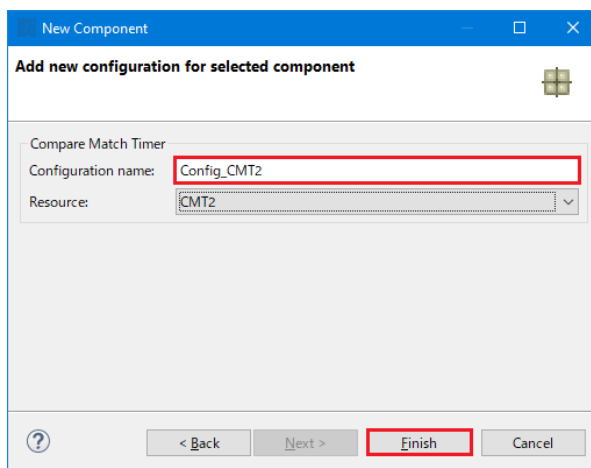 New Component
Add new configuration for selected component
Compare Match Timer
Configuration name: Config_CMT2
Resource: CMT2
? < Back Next > Finish Cancel